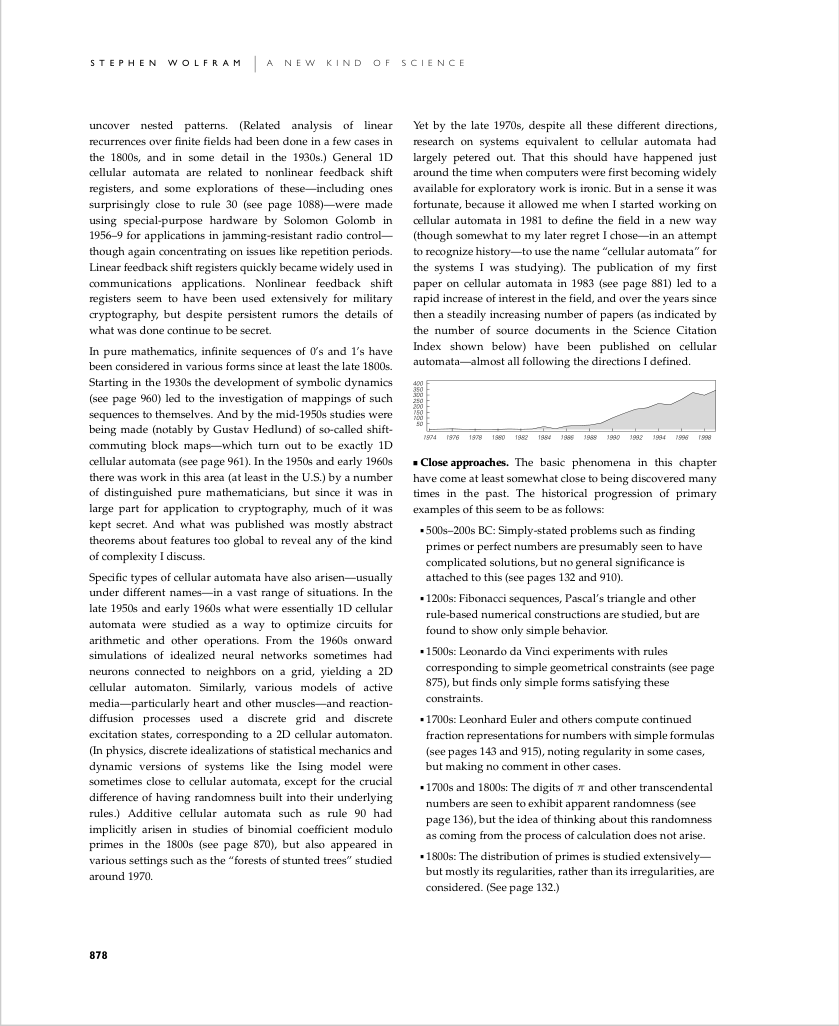 STEPHEN WOLFRAM | A NEW KIND OF SCIENCE
uncover nested patterns. (Related analysis of linear
recurrences over finite fields had been done in a few cases in
the 1800s, and in some detail in the 1930s.) General 1D
cellular automata are related to nonlinear feedback shift
registers, and some explorations of these—including ones
surprisingly close to rule 30 (see page 1088)—were made
using special-purpose hardware by Solomon Golomb in
1956–9 for applications in jamming-resistant radio control—
though again concentrating on issues like repetition periods.
Linear feedback shift registers quickly became widely used in
communications applications. Nonlinear feedback shift
registers seem to have been used extensively for military
cryptography, but despite persistent rumors the details of
what was done continue to be secret.
In pure mathematics, infinite sequences of 0's and 1's have
been considered in various forms since at least the late 1800s.
Starting in the 1930s the development of symbolic dynamics
(see page 960) led to the investigation of mappings of such
sequences to themselves. And by the mid-1950s studies were
being made (notably by Gustav Hedlund) of so-called shift-
commuting block maps—which turn out to be exactly 1D
cellular automata (see page 961). In the 1950s and early 1960s
there was work in this area (at least in the U.S.) by a number
of distinguished pure mathematicians, but since it was in
large part for application to cryptography, much of it was
kept secret. And what was published was mostly abstract
theorems about features too global to reveal any of the kind
of complexity I discuss.
Specific types of cellular automata have also arisen—usually
under different names—in a vast range of situations. In the
late 1950s and early 1960s what were essentially 1D cellular
automata were studied as a way to optimize circuits for
arithmetic and other operations. From the 1960s onward
simulations of idealized neural networks sometimes had
neurons connected to neighbors on a grid, yielding a 2D
cellular automaton. Similarly, various models of active
media—particularly heart and other muscles—and reaction-
diffusion processes used a discrete grid and discrete
excitation states, corresponding to a 2D cellular automaton.
(In physics, discrete idealizations of statistical mechanics and
dynamic versions of systems like the Ising model were
sometimes close to cellular automata, except for the crucial
difference of having randomness built into their underlying
rules.) Additive cellular automata such as rule 90 had
implicitly arisen in studies of binomial coefficient modulo
primes in the 1800s (see page 870), but also appeared in
various settings such as the “forests of stunted trees” studied
around 1970.
Yet by the late 1970s, despite all these different directions,
research on systems equivalent to cellular automata had
largely petered out. That this should have happened just
around the time when computers were first becoming widely
available for exploratory work is ironic. But in a sense it was
fortunate, because it allowed me when I started working on
cellular automata in 1981 to define the field in a new way
(though somewhat to my later regret I chose—in an attempt
to recognize history—to use the name “cellular automata” for
the systems I was studying). The publication of my first
paper on cellular automata in 1983 (see page 881) led to a
rapid increase of interest in the field, and over the years since
then a steadily increasing number of papers (as indicated by
the number of source documents in the Science Citation
Index shown below) have been published on cellular
automata—almost all following the directions I defined.
400
350
300
250
200
150
100
50
1974 1976 1978 1980 1982 1984 1986 1988 1990 1992 1994 1996 1998
▪ Close approaches. The basic phenomena in this chapter
have come at least somewhat close to being discovered many
times in the past. The historical progression of primary
examples of this seem to be as follows:
▪ 500s–200s BC: Simply-stated problems such as finding
primes or perfect numbers are presumably seen to have
complicated solutions, but no general significance is
attached to this (see pages 132 and 910).
▪ 1200s: Fibonacci sequences, Pascal's triangle and other
rule-based numerical constructions are studied, but are
found to show only simple behavior.
▪ 1500s: Leonardo da Vinci experiments with rules
corresponding to simple geometrical constraints (see page
875), but finds only simple forms satisfying these
constraints.
▪ 1700s: Leonhard Euler and others compute continued
fraction representations for numbers with simple formulas
(see pages 143 and 915), noting regularity in some cases,
but making no comment in other cases.
▪ 1700s and 1800s: The digits of π and other transcendental
numbers are seen to exhibit apparent randomness (see
page 136), but the idea of thinking about this randomness
as coming from the process of calculation does not arise.
▪ 1800s: The distribution of primes is studied extensively—
but mostly its regularities, rather than its irregularities, are
considered. (See page 132.)
878